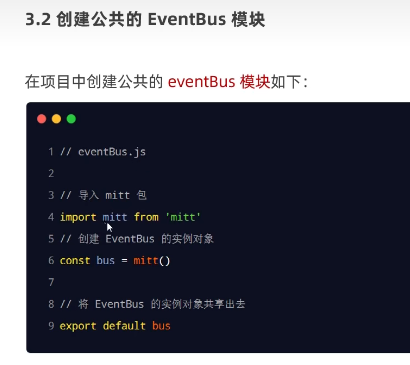 3.2 创建公共的 EventBus 模块
在项目中创建公共的 eventBus 模块如下：
1 // eventBus.js
2
3 // 导入 mitt 包
4 import mitt from 'mitt'
5 // 创建 EventBus 的实例对象
6 const bus = mitt()
7
8 // 将 EventBus 的实例对象共享出去
9 export default bus